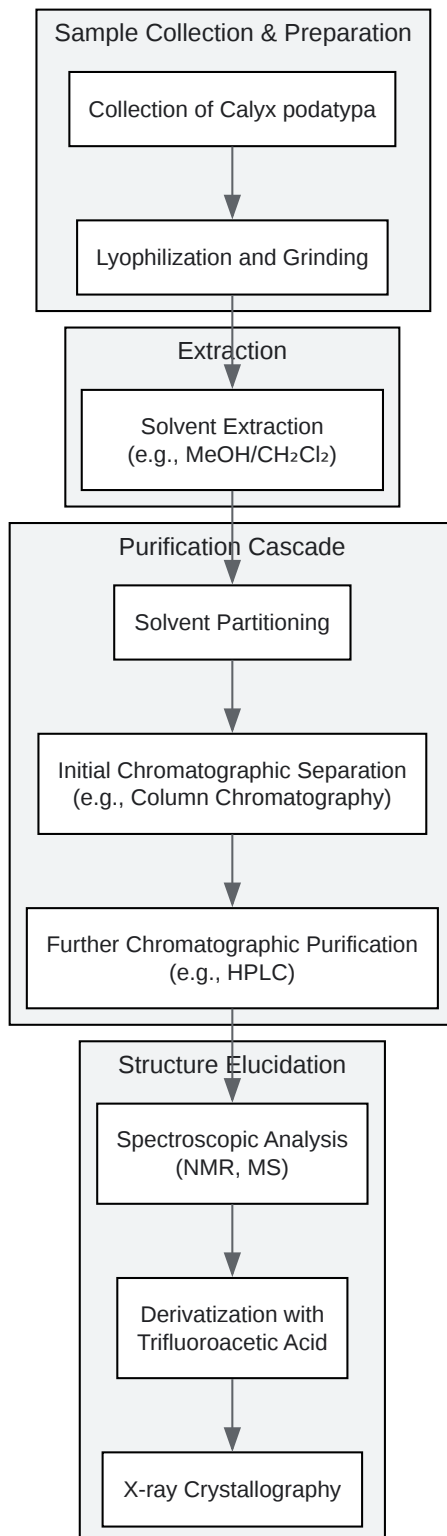 Sample Collection & Preparation
Collection of Calyx podatypa
Lyophilization and Grinding
Extraction
Solvent Extraction
(e.g., MeOH/CH₂Cl₂)
Purification Cascade
Solvent Partitioning
Initial Chromatographic Separation
(e.g., Column Chromatography)
Further Chromatographic Purification
(e.g., HPLC)
Structure Elucidation
Spectroscopic Analysis
(NMR, MS)
Derivatization with
Trifluoroacetic Acid
X-ray Crystallography